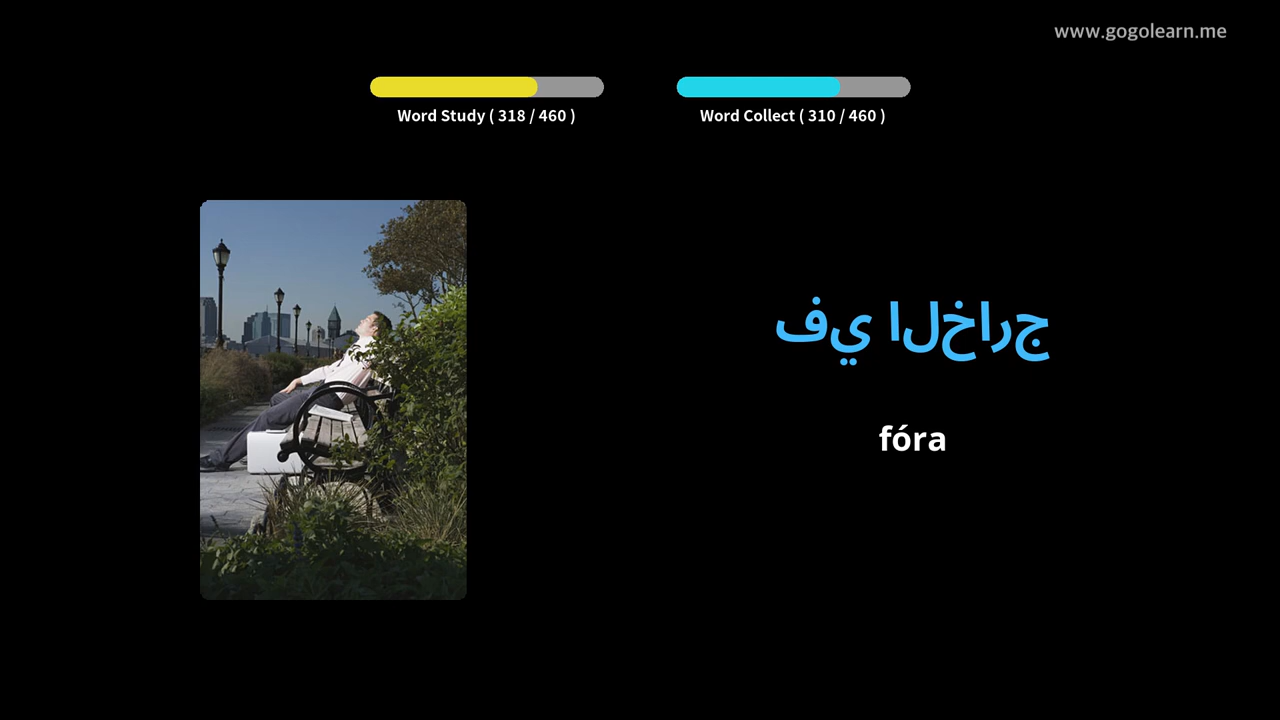 www.gogolearn.me
Word Study ( 318 / 460 )
Word Collect ( 310 / 460 )
في الخارج
fóra